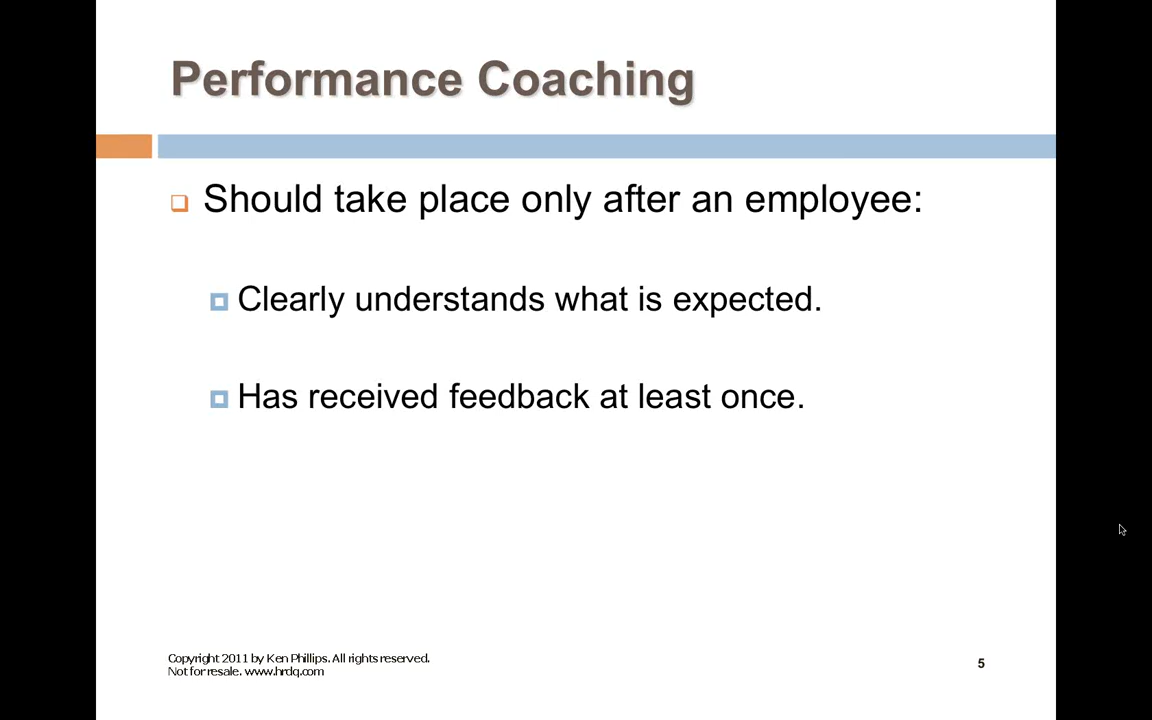 Performance Coaching
Should take place only after an employee:
Clearly understands what is expected.
Has received feedback at least once.
Copyright 2011 by Ken Phillips. All rights reserved.
Not for resale. www.hrdq.com
5